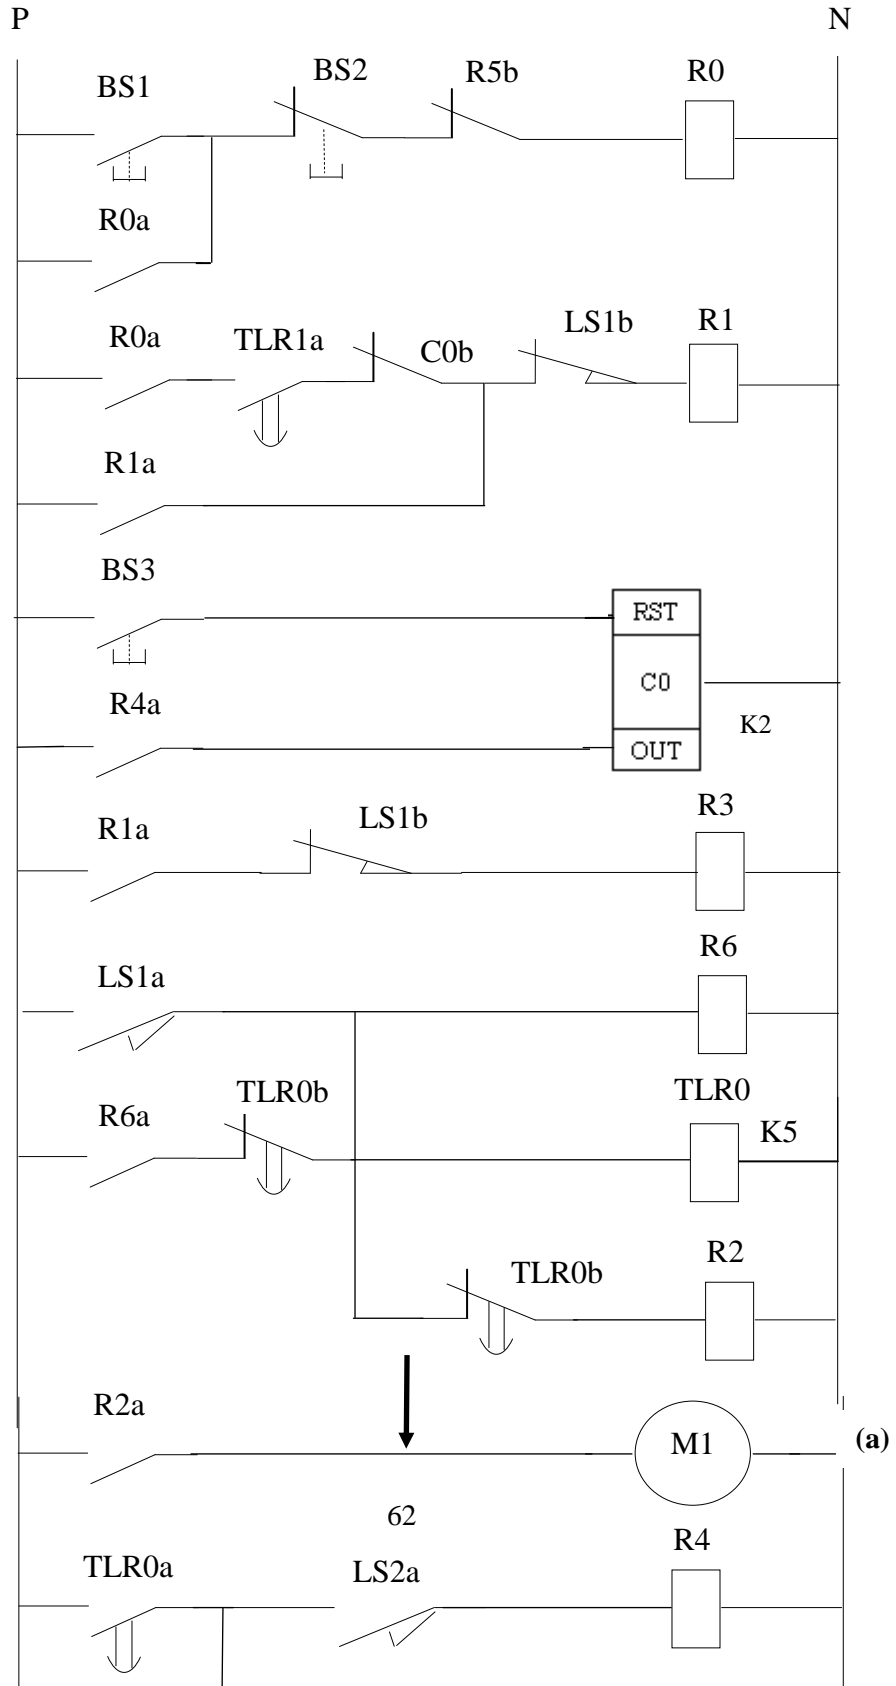 P N
BS1 BS2 R5b R0
R0a
R0a TLR1a C0b LS1b R1
R1a
BS3
RST
C0
R4a
K2
OUT
R1a LS1b R3
LS1a R6
R6a TLR0b TLR0 K5
TLR0b R2
R2a M1 (a)
62
TLR0a LS2a R4